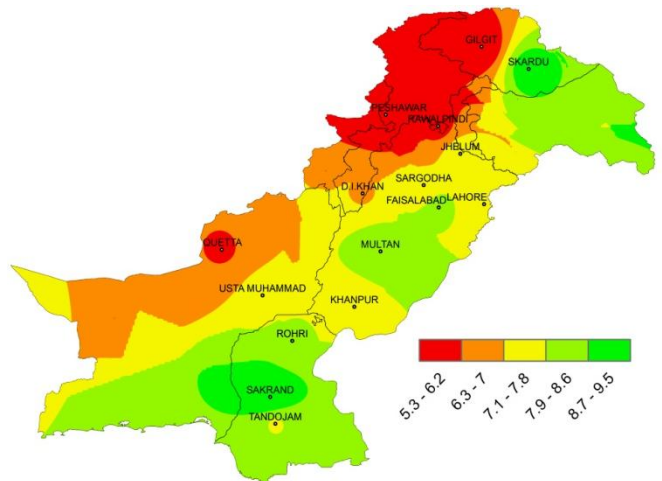 GILGIT
SKARDU
PESHAWAR
RAWALPINDI
JHELUM
SARGODHA
D.I.KHAN
FAISALABAD
LAHORE
QUETTA
MULTAN
USTA MUHAMMAD
KHANPUR
ROHRI
SAKRAND
TANDOJAM
5.3 - 6.2
6.3 - 7
7.1 - 7.8
7.9 - 8.6
8.7 - 9.5